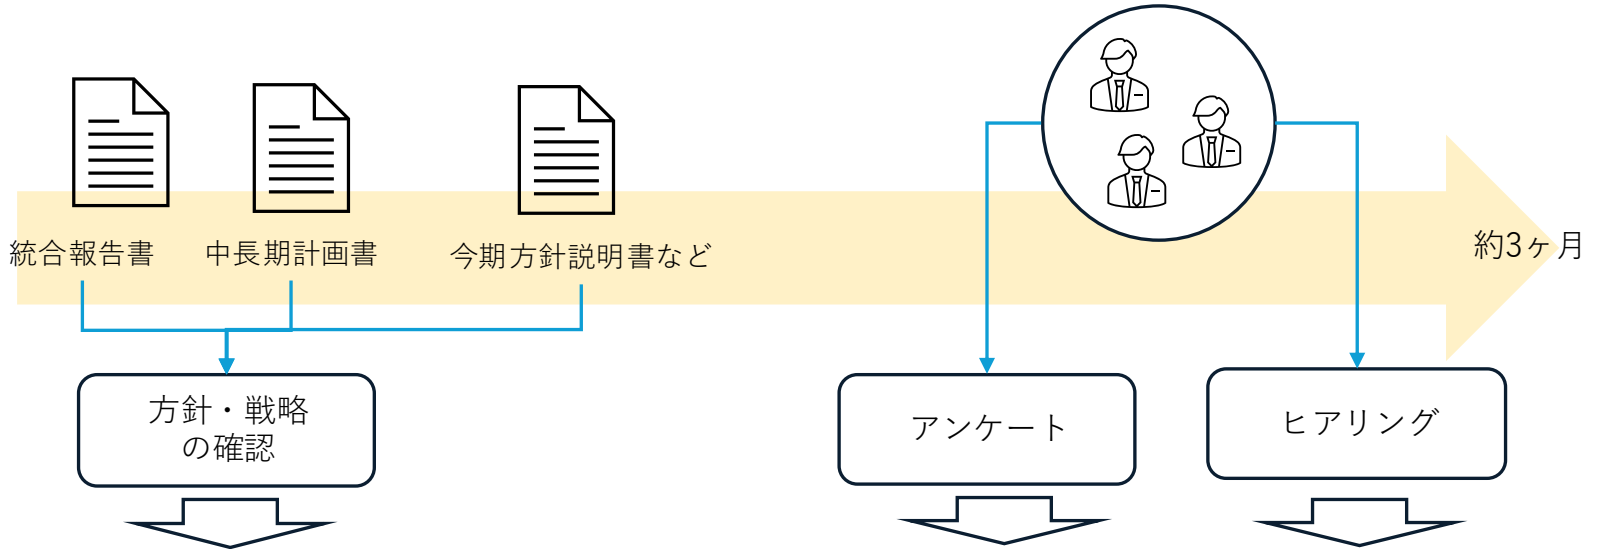 統合報告書
中長期計画書
今期方針説明書など
約3ヶ月
方針・戦略
の確認
アンケート
ヒアリング